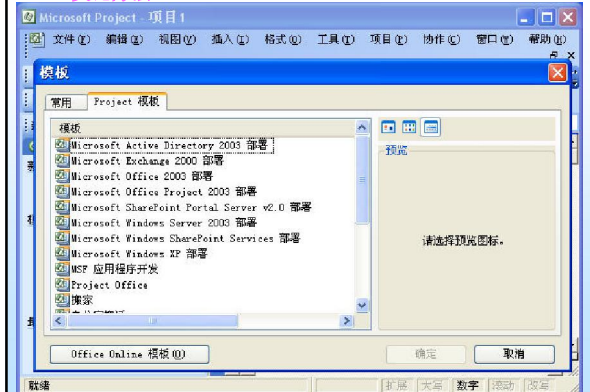 Microsoft Project - 项目1
文件(F) 编辑(E) 视图(V) 插入(I) 格式(O) 工具(T) 项目(P) 协作(C) 窗口(W) 帮助(H)
模板
常用 Project 模板
模板
Microsoft Active Directory 2003 部署
Microsoft Exchange 2000 部署
Microsoft Office 2003 部署
Microsoft Office Project 2003 部署
Microsoft SharePoint Portal Server v2.0 部署
Microsoft Windows Server 2003 部署
Microsoft Windows SharePoint Services 部署
Microsoft Windows XP 部署
MSF 应用程序开发
Project Office
搬家
预览
请选择预览图标。
Office Online 模板(O)
确定 取消
就绪
扩展 大写 数字 滚动 改写